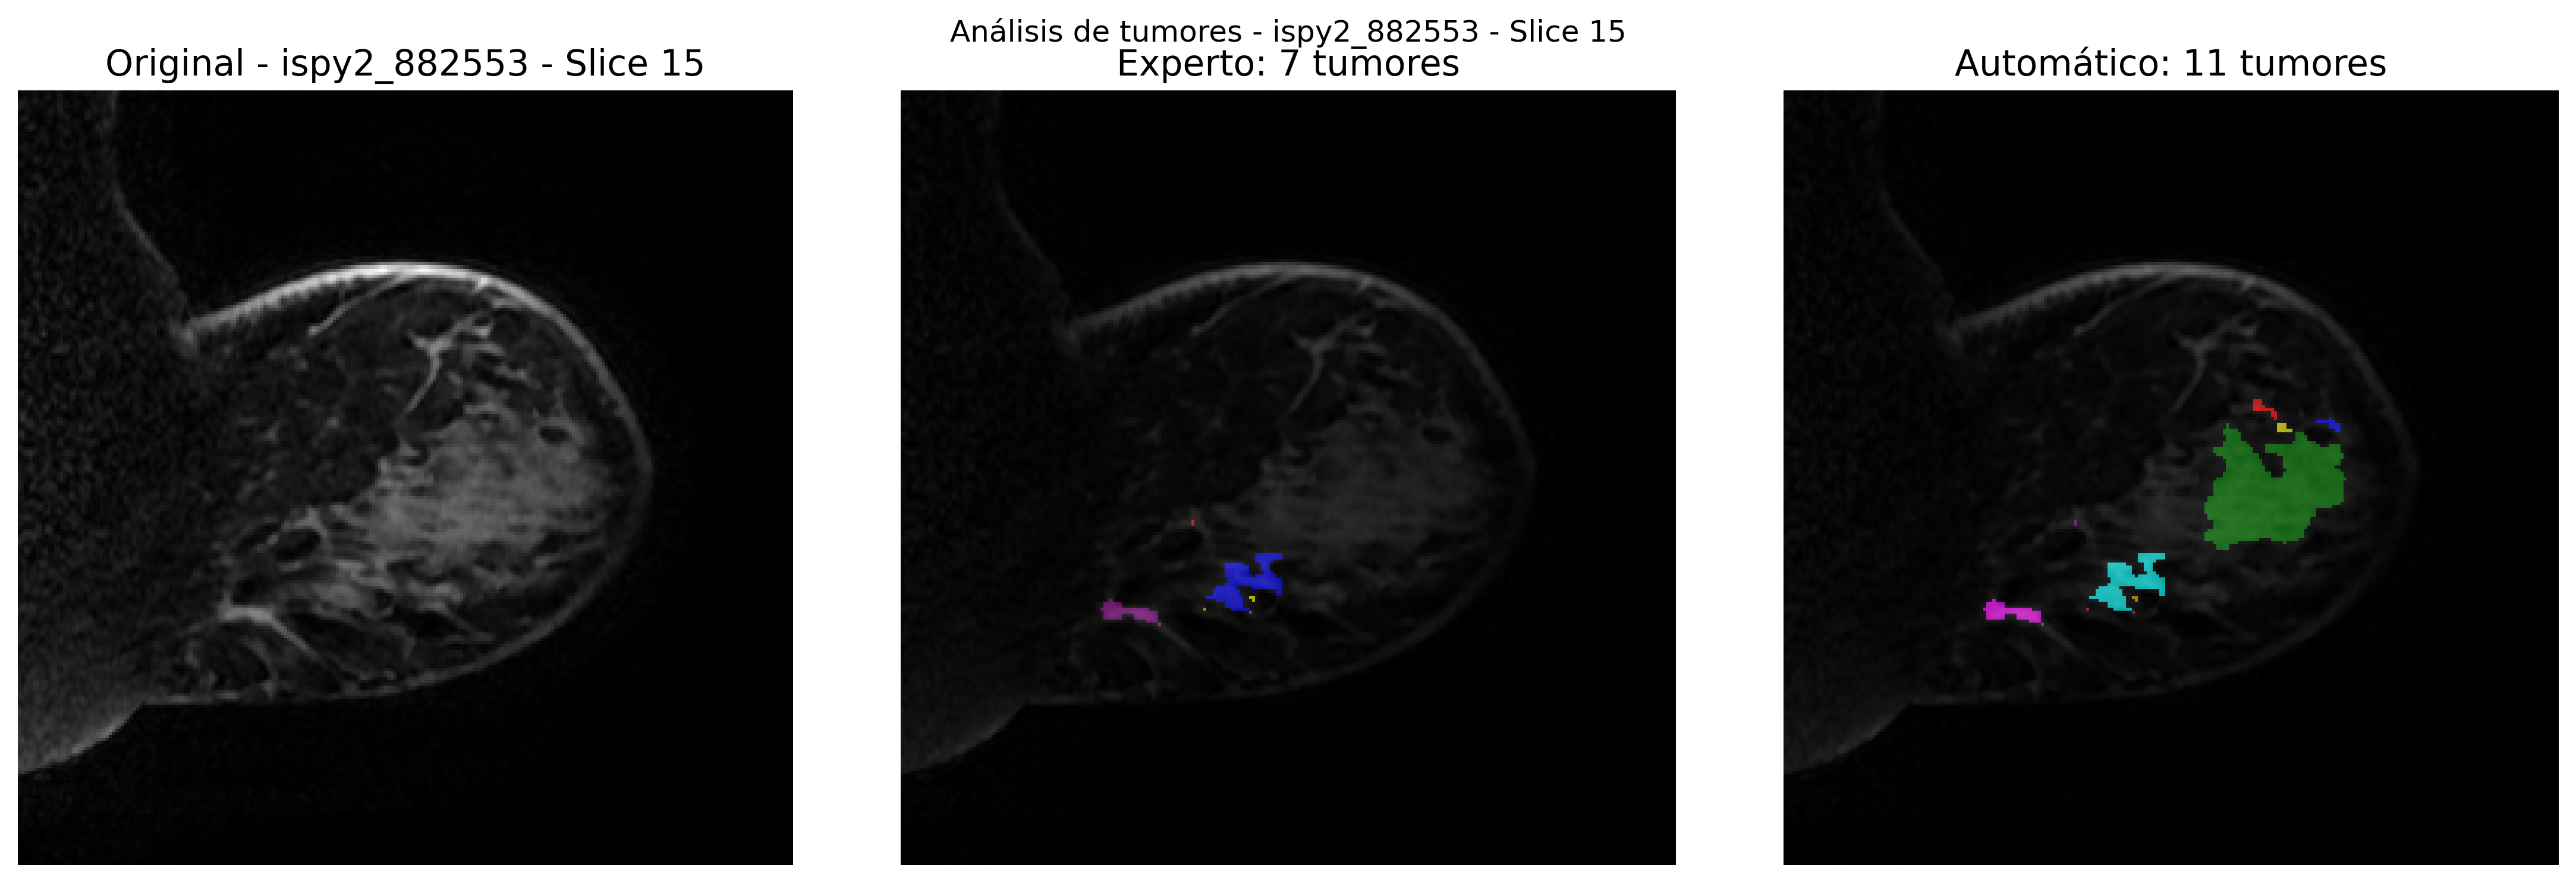 Análisis de tumores - ispy2_882553 - Slice 15
Original - ispy2_882553 - Slice 15
Experto: 7 tumores
Automático: 11 tumores